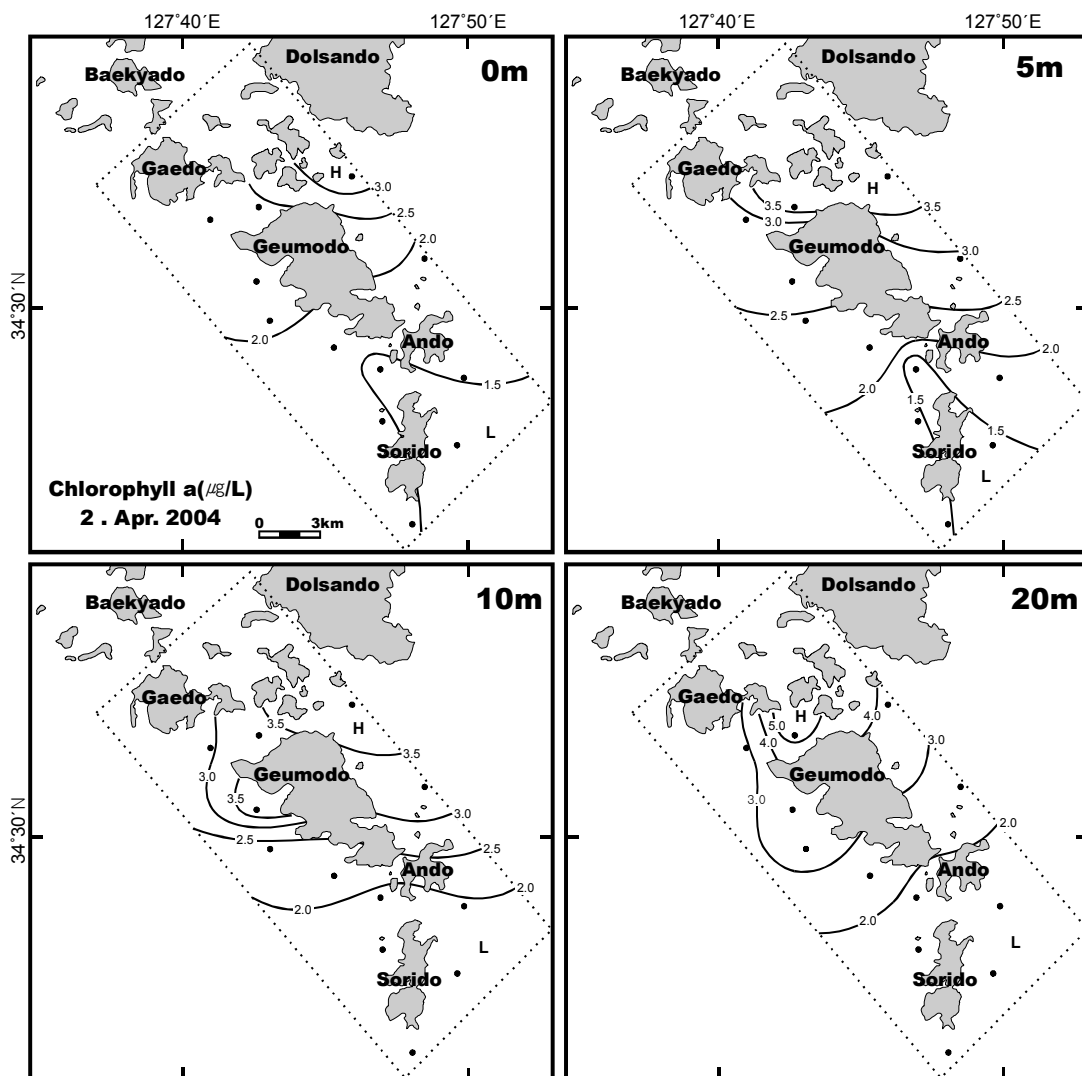 127°40´E 127°50´E 127°40´E 127°50´E
Dolsando
Baekyado
0m
Gaedo
H
3.0
2.5
2.0
Geumodo
34°30´N
2.0
Ando
1.5
L
Sorido
Chlorophyll a(㎍/L)
2 . Apr. 2004
0 3km
Dolsando
Baekyado
5m
Gaedo
H
3.5
3.5
3.0
Geumodo
3.0
2.5
2.5
Ando
2.0
2.0
1.5
1.5
Sorido
L
Dolsando
Baekyado
10m
Gaedo
3.5
H
3.5
3.0
Geumodo
3.5
3.0
34°30´N
2.5
2.5
Ando
2.0
2.0
L
Sorido
Dolsando
Baekyado
20m
Gaedo
H
4.0
5.0
4.0
3.0
Geumodo
3.0
2.0
Ando
2.0
L
Sorido